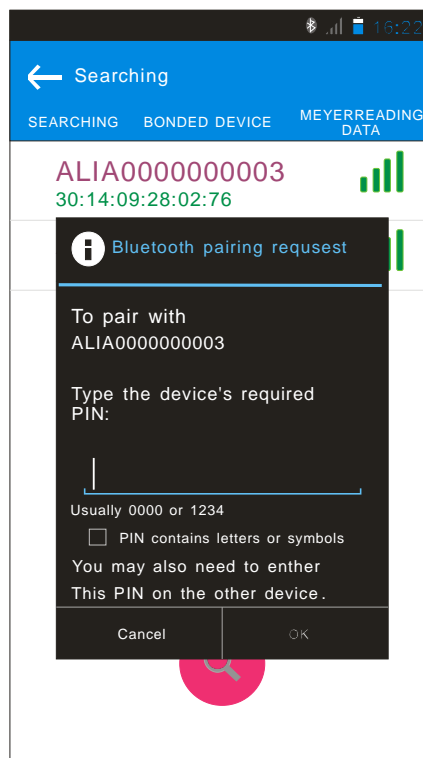 16:22
Searching
SEARCHING BONDED DEVICE MEYERREADING
DATA
ALIA0000000003
30:14:09:28:02:76
Bluetooth pairing requsest
To pair with
ALIA00000000003
Type the device's required
PIN:
Usually 0000 or 1234
PIN contains letters or symbols
You may also need to enther
This PIN on the other device.
Cancel OK